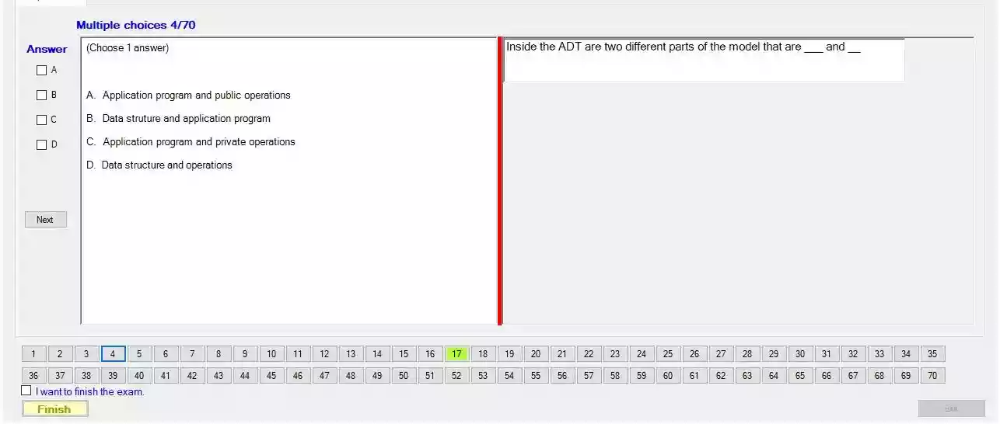 Multiple choices 4/70
Answer
(Choose 1 answer)
Inside the ADT are two different parts of the model that are ___ and __
A
B
C
D
A. Application program and public operations
B. Data struture and application program
C. Application program and private operations
D. Data structure and operations
Next
1 2 3 4 5 6 7 8 9 10 11 12 13 14 15 16 17 18 19 20 21 22 23 24 25 26 27 28 29 30 31 32 33 34 35
36 37 38 39 40 41 42 43 44 45 46 47 48 49 50 51 52 53 54 55 56 57 58 59 60 61 62 63 64 65 66 67 68 69 70
I want to finish the exam.
Finish
Exit